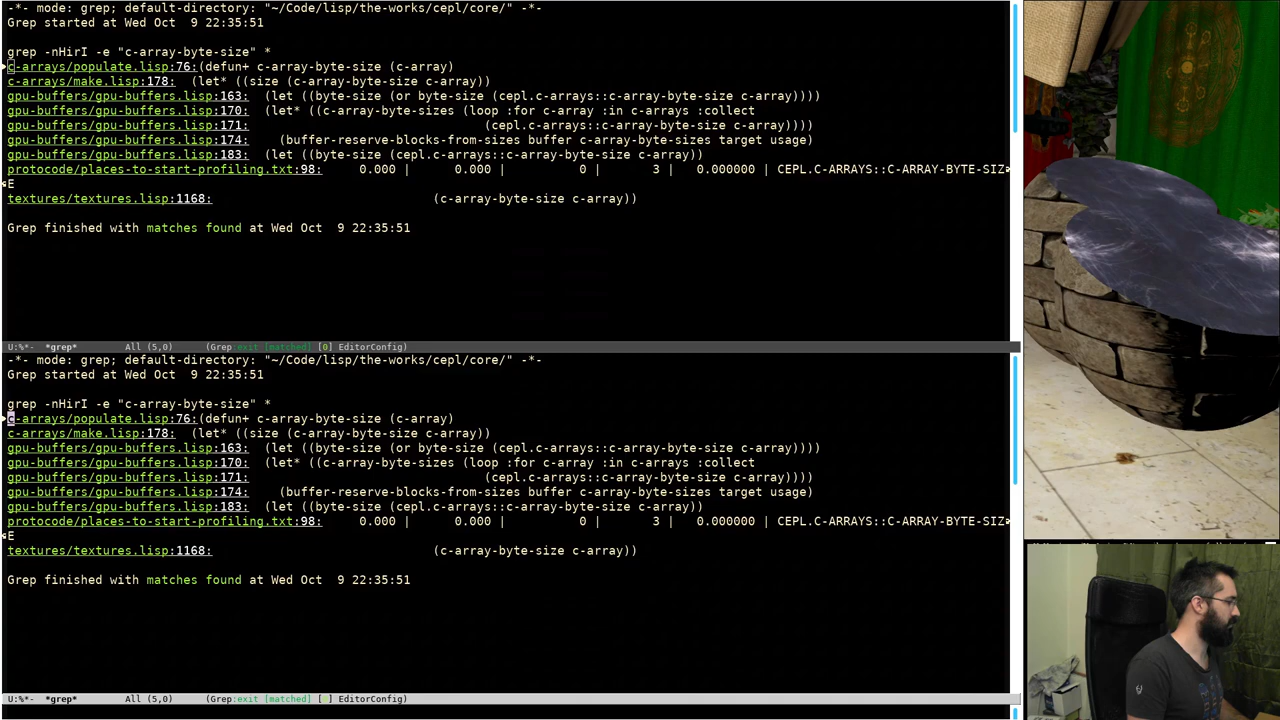 -*- mode: grep; default-directory: "~/Code/lisp/the-works/cepl/core/" -*-
Grep started at Wed Oct  9 22:35:51
grep -nHirI -e "c-array-byte-size" *
c-arrays/populate.lisp:76:(defun+ c-array-byte-size (c-array)
c-arrays/make.lisp:178:  (let* ((size (c-array-byte-size c-array))
gpu-buffers/gpu-buffers.lisp:163:  (let ((byte-size (or byte-size (cepl.c-arrays::c-array-byte-size c-array))))
gpu-buffers/gpu-buffers.lisp:170:  (let* ((c-array-byte-sizes (loop :for c-array :in c-arrays :collect
gpu-buffers/gpu-buffers.lisp:171:                                (cepl.c-arrays::c-array-byte-size c-array))))
gpu-buffers/gpu-buffers.lisp:174:    (buffer-reserve-blocks-from-sizes buffer c-array-byte-sizes target usage)
gpu-buffers/gpu-buffers.lisp:183:  (let ((byte-size (cepl.c-arrays::c-array-byte-size c-array))
protocode/places-to-start-profiling.txt:98:     0.000 |      0.000 |          0 |         3 |   0.000000 | CEPL.C-ARRAYS::C-ARRAY-BYTE-SIZ
E
textures/textures.lisp:1168:                              (c-array-byte-size c-array))
Grep finished with matches found at Wed Oct  9 22:35:51
U:%*-  *grep*       All (5,0)     (Grep:exit [matched] [0] EditorConfig)
-*- mode: grep; default-directory: "~/Code/lisp/the-works/cepl/core/" -*-
Grep started at Wed Oct  9 22:35:51
grep -nHirI -e "c-array-byte-size" *
c-arrays/populate.lisp:76:(defun+ c-array-byte-size (c-array)
c-arrays/make.lisp:178:  (let* ((size (c-array-byte-size c-array))
gpu-buffers/gpu-buffers.lisp:163:  (let ((byte-size (or byte-size (cepl.c-arrays::c-array-byte-size c-array))))
gpu-buffers/gpu-buffers.lisp:170:  (let* ((c-array-byte-sizes (loop :for c-array :in c-arrays :collect
gpu-buffers/gpu-buffers.lisp:171:                                (cepl.c-arrays::c-array-byte-size c-array))))
gpu-buffers/gpu-buffers.lisp:174:    (buffer-reserve-blocks-from-sizes buffer c-array-byte-sizes target usage)
gpu-buffers/gpu-buffers.lisp:183:  (let ((byte-size (cepl.c-arrays::c-array-byte-size c-array))
protocode/places-to-start-profiling.txt:98:     0.000 |      0.000 |          0 |         3 |   0.000000 | CEPL.C-ARRAYS::C-ARRAY-BYTE-SIZ
E
textures/textures.lisp:1168:                              (c-array-byte-size c-array))
Grep finished with matches found at Wed Oct  9 22:35:51
U:%*-  *grep*       All (5,0)     (Grep:exit [matched] [0] EditorConfig)